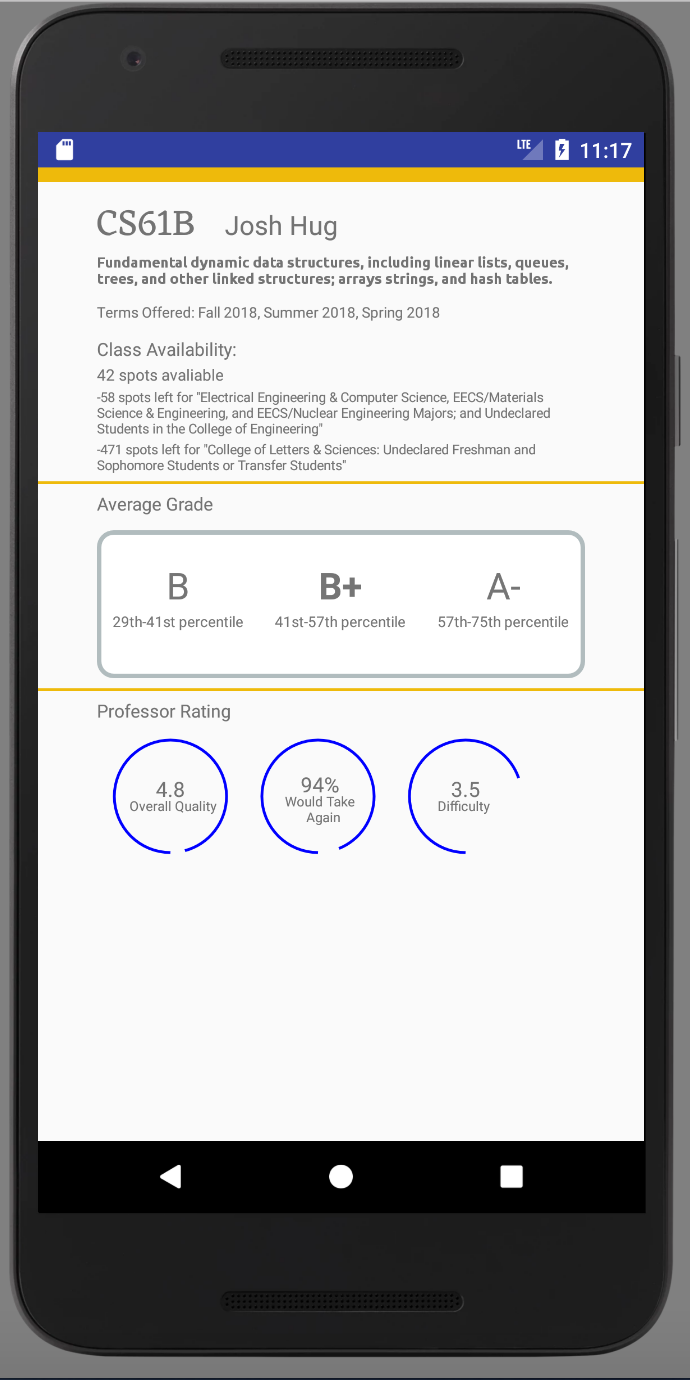 LTE 11:17
CS61B Josh Hug
Fundamental dynamic data structures, including linear lists, queues,
trees, and other linked structures; arrays strings, and hash tables.
Terms Offered: Fall 2018, Summer 2018, Spring 2018
Class Availability:
42 spots avaliable
-58 spots left for "Electrical Engineering & Computer Science, EECS/Materials
Science & Engineering, and EECS/Nuclear Engineering Majors; and Undeclared
Students in the College of Engineering"
-471 spots left for "College of Letters & Sciences: Undeclared Freshman and
Sophomore Students or Transfer Students"
Average Grade
B B+ A-
29th-41st percentile 41st-57th percentile 57th-75th percentile
Professor Rating
4.8 94% 3.5
Overall Quality Would Take Difficulty
Again